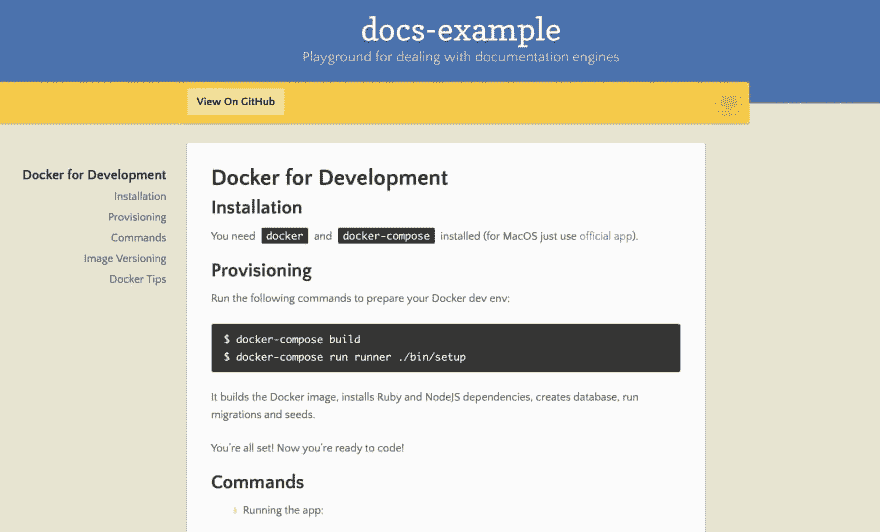 docs-example
Playground for dealing with documentation engines
View On GitHub
Docker for Development
Installation
Provisioning
Commands
Image Versioning
Docker Tips
Docker for Development
Installation
You need docker and docker-compose installed (for MacOS just use official app).
Provisioning
Run the following commands to prepare your Docker dev env:
$ docker-compose build
$ docker-compose run runner ./bin/setup
It builds the Docker image, installs Ruby and NodeJS dependencies, creates database, run
migrations and seeds.
You're all set! Now you're ready to code!
Commands
Running the app: